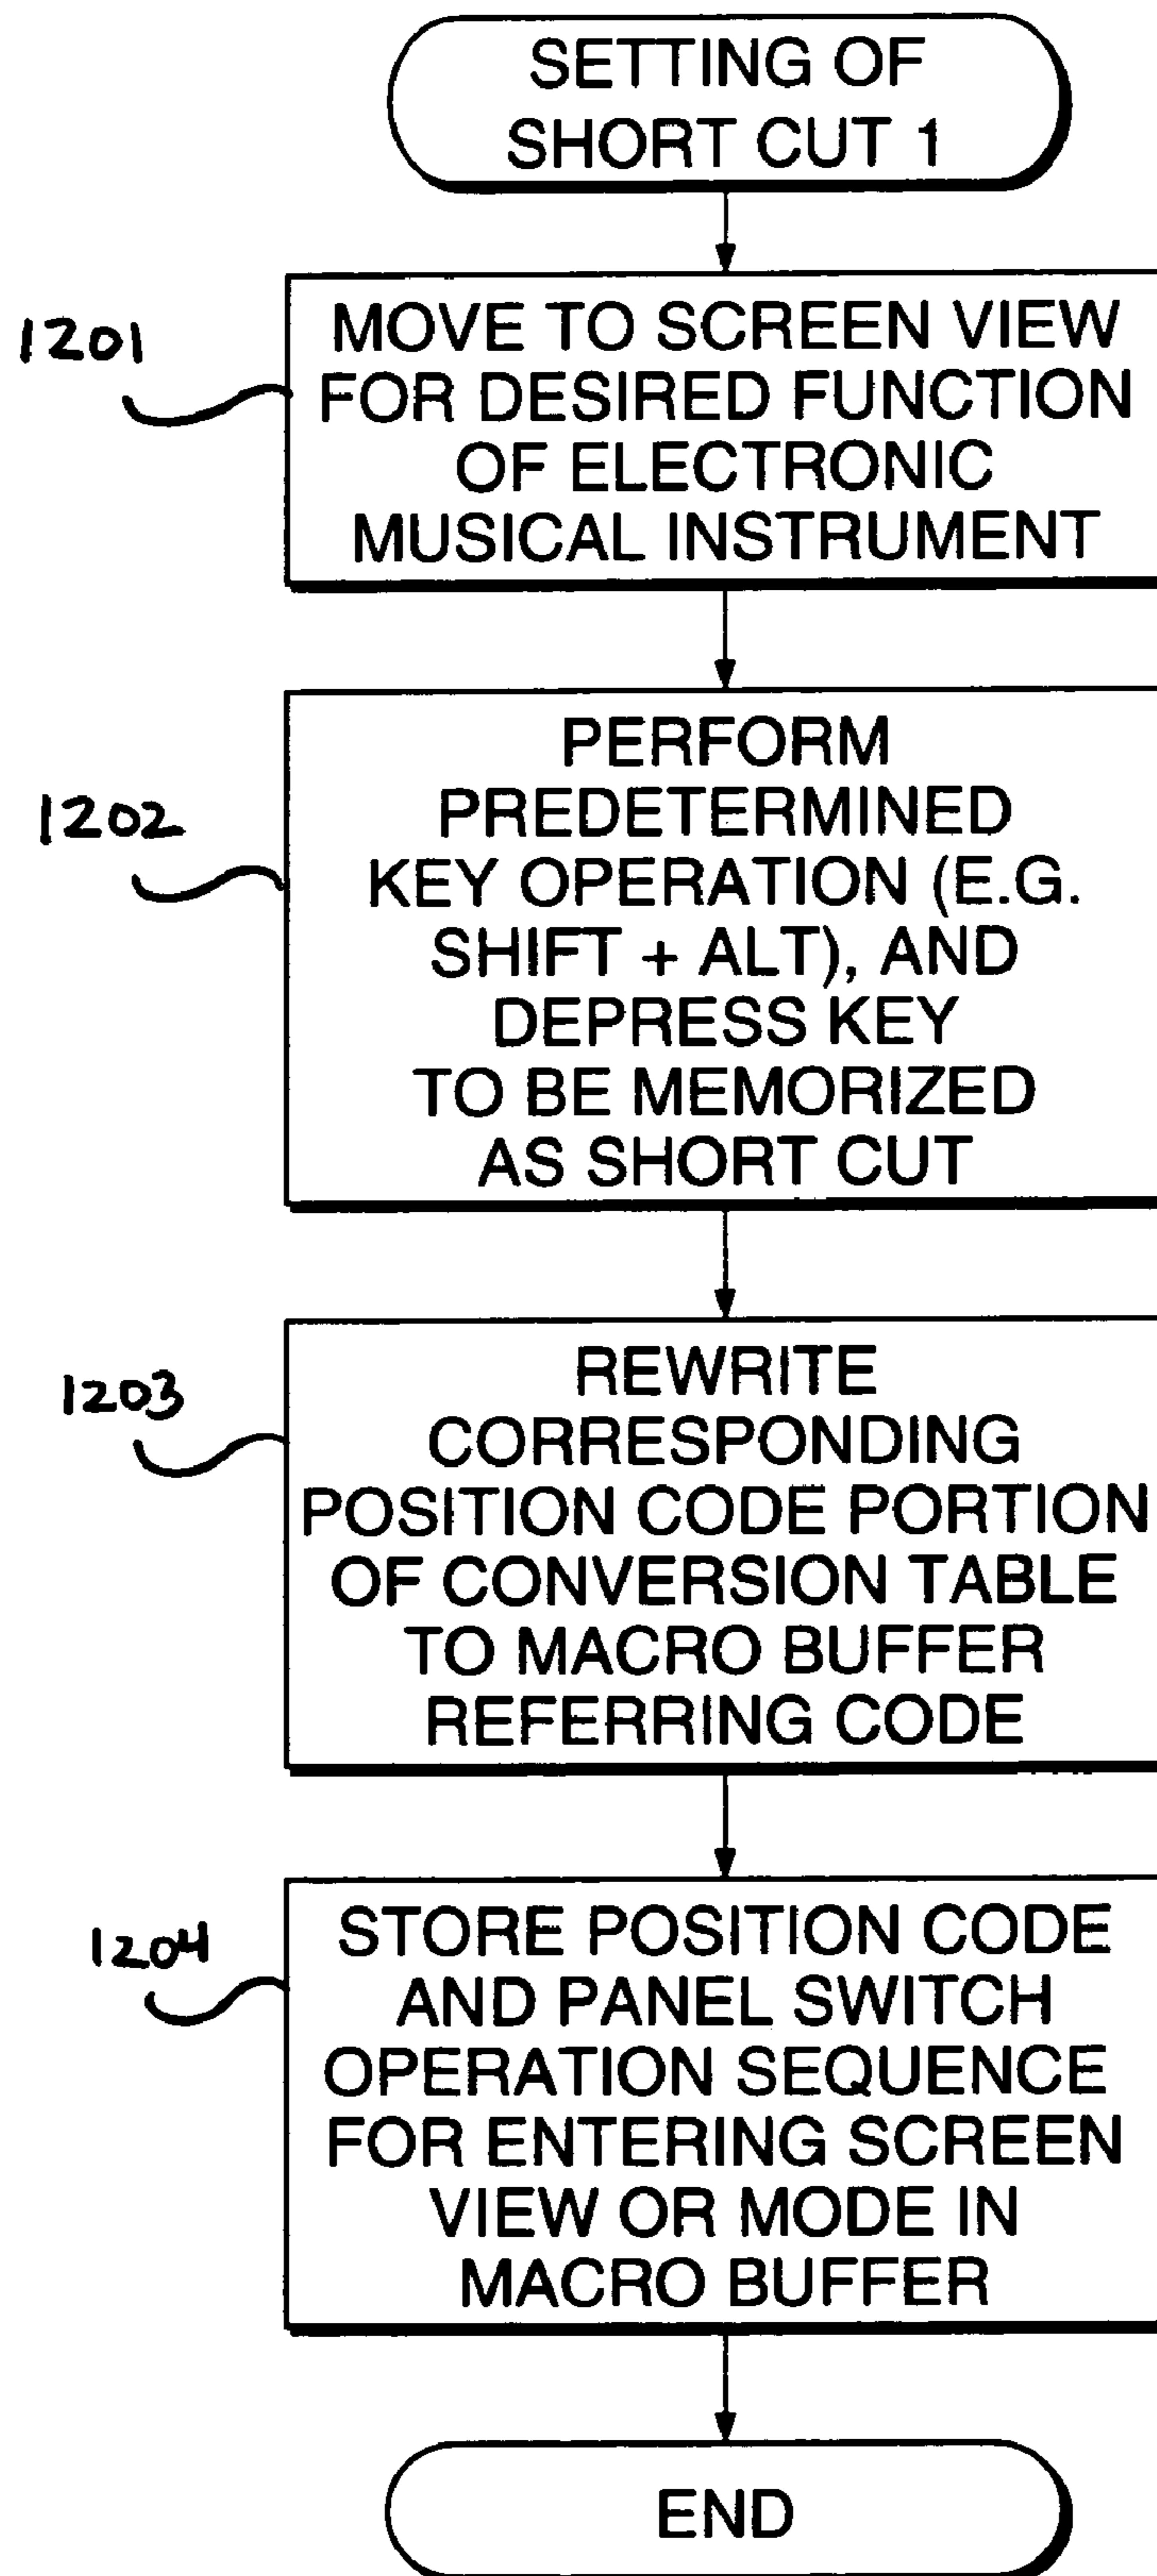 SETTING OF
SHORT CUT 1
1201
MOVE TO SCREEN VIEW
FOR DESIRED FUNCTION
OF ELECTRONIC
MUSICAL INSTRUMENT
1202
PERFORM
PREDETERMINED
KEY OPERATION (E.G.
SHIFT + ALT), AND
DEPRESS KEY
TO BE MEMORIZED
AS SHORT CUT
1203
REWRITE
CORRESPONDING
POSITION CODE PORTION
OF CONVERSION TABLE
TO MACRO BUFFER
REFERRING CODE
1204
STORE POSITION CODE
AND PANEL SWITCH
OPERATION SEQUENCE
FOR ENTERING SCREEN
VIEW OR MODE IN
MACRO BUFFER
END